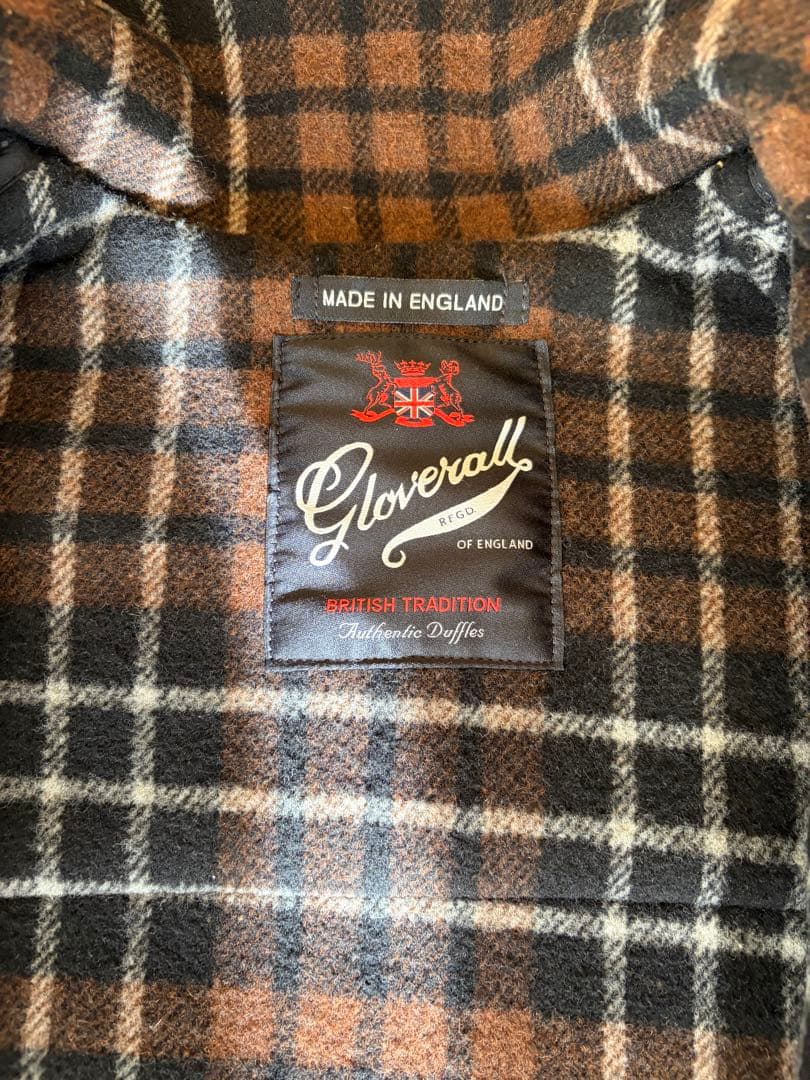 MADE IN ENGLAND
Gloverall
REGD.
OF ENGLAND
BRITISH TRADITION
Authentic Duffles